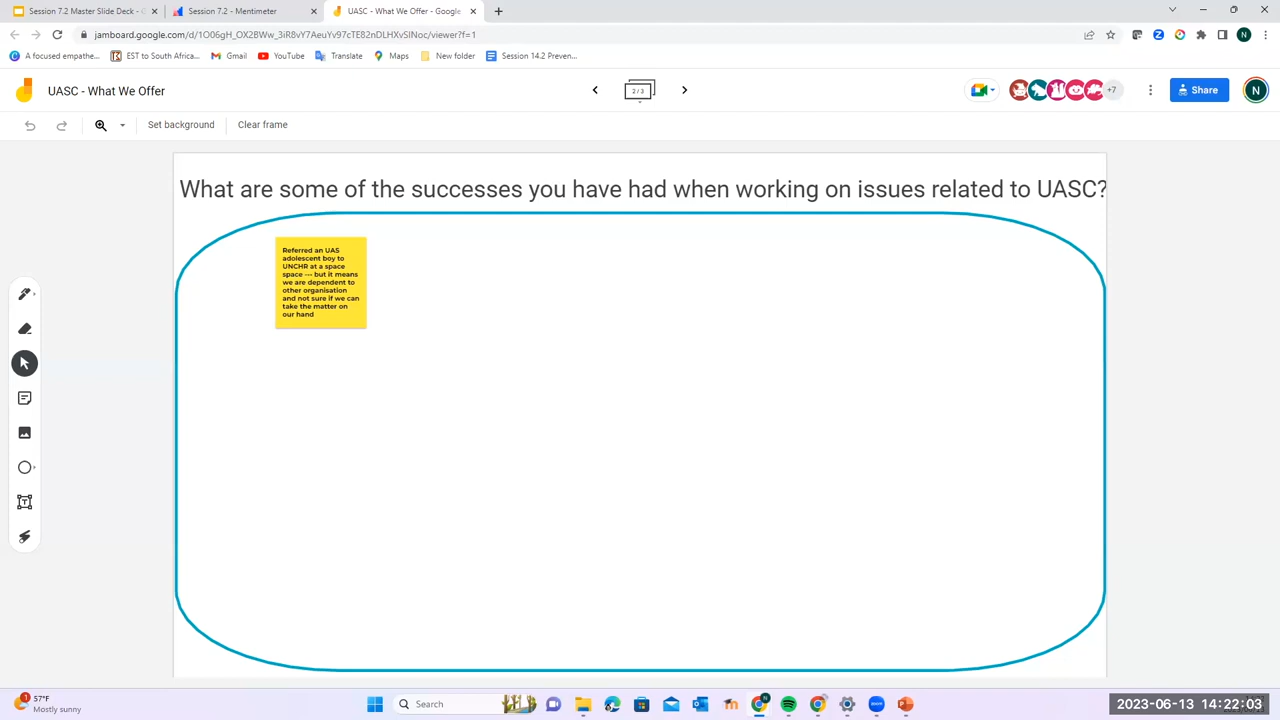 Session 7.2 Master Slide Deck - G
Session 7.2 - Mentimeter
UASC - What We Offer - Google
jamboard.google.com/d/1O06gH_OX2BWw_3iR8vY7AeuYv97cTE82nDLHXvSlNoc/viewer?f=1
N
A focused empathe...
EST to South Africa...
Gmail
YouTube
Translate
Maps
New folder
Session 14.2 Preven...
UASC - What We Offer
2 / 3
+7
Share
N
Set background
Clear frame
What are some of the successes you have had when working on issues related to UASC?
Referred an UAS
adolescent boy to
UNCHR at a space
space --- but it means
we are dependent to
other organisation
and not sure if we can
take the matter on
our hand
1
57°F
Mostly sunny
Search
2023-06-13 14:22:03